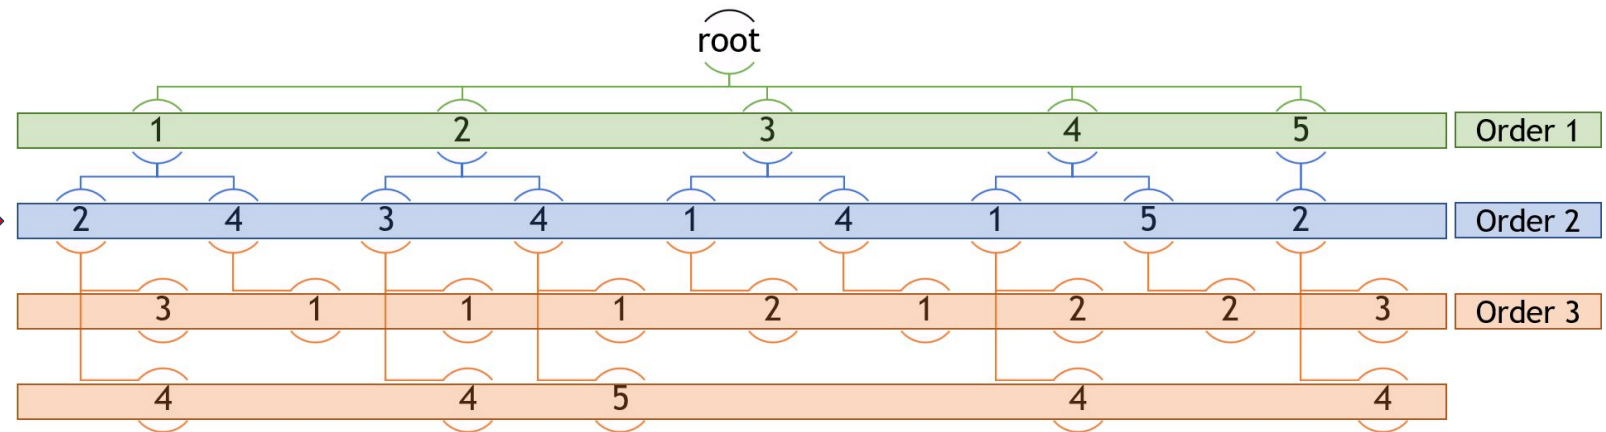 root
1 2 3 4 5 Order 1
2 4 3 4 1 4 1 5 2 Order 2
3 1 1 1 2 1 2 2 3 Order 3
4 4 5 4 4